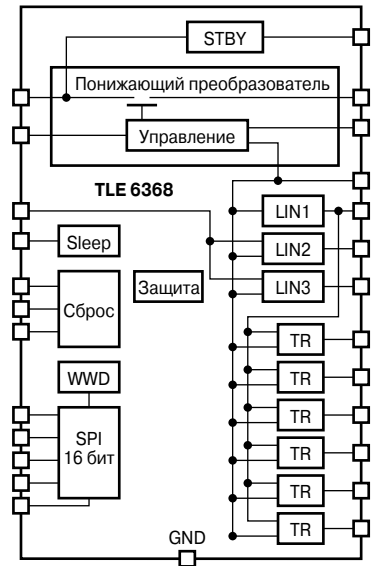 STBY
Понижающий преобразователь
Управление
TLE 6368
LIN1
Sleep
LIN2
Защита
LIN3
Сброс
TR
WWD
TR
SPI
16 бит
TR
TR
TR
TR
GND